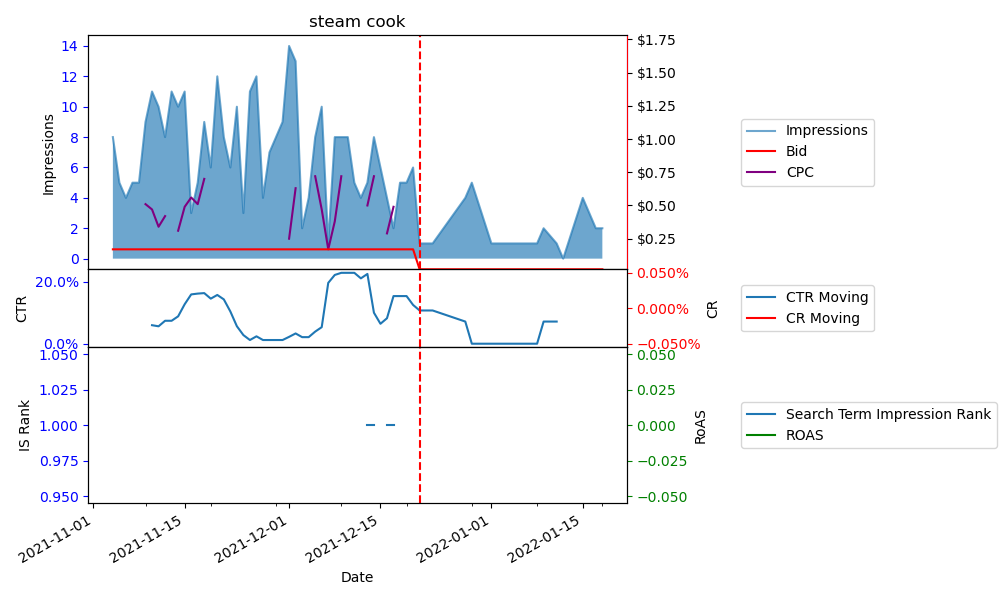 steam cook
14
12
10
8
6
4
2
0
Impressions
$1.75
$1.50
$1.25
$1.00
$0.75
$0.50
$0.25
Impressions
Bid
CPC
20.0%
0.0%
CTR
0.050%
0.000%
−0.050%
CR
CTR Moving
CR Moving
1.050
1.025
1.000
0.975
0.950
IS Rank
0.050
0.025
0.000
−0.025
−0.050
RoAS
Search Term Impression Rank
ROAS
2021-11-01
2021-11-15
2021-12-01
2021-12-15
2022-01-01
2022-01-15
Date